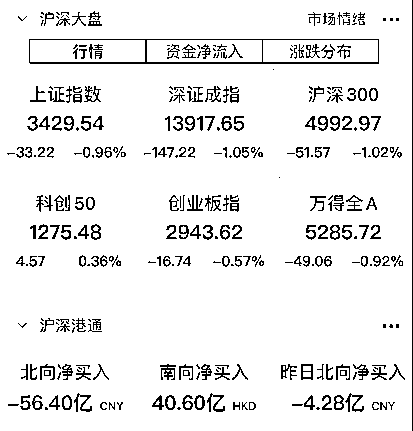 沪深大盘 市场情绪 ···
行情 资金净流入 涨跌分布
上证指数 深证成指 沪深300
3429.54 13917.65 4992.97
-33.22 -0.96% -147.22 -1.05% -51.57 -1.02%
科创50 创业板指 万得全A
1275.48 2943.62 5285.72
4.57 0.36% -16.74 -0.57% -49.06 -0.92%
沪深港通 ···
北向净买入 南向净买入 昨日北向净买入
-56.40亿 CNY 40.60亿 HKD -4.28亿 CNY